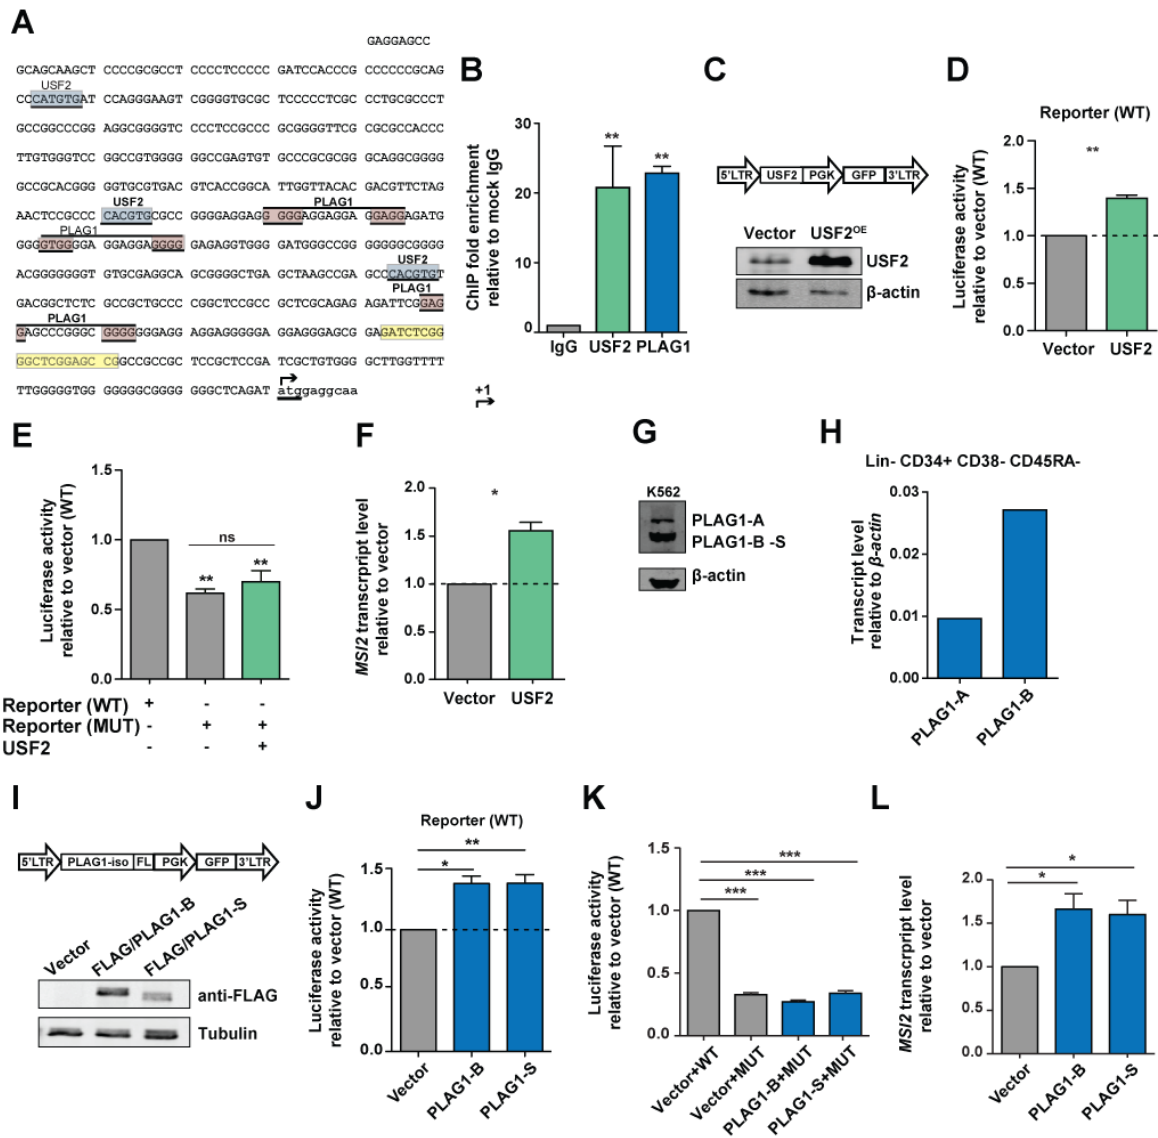 A
GAGGAGCC
GCAGCAAGCT CCCCGCGCCT CCCCTCCCCC GATCCACCCG CCCCCCGCAG
USF2
CCCATGTGAT CCAGGGAAGT CGGGGTGCGC TCCCCCTCGC CCTGCGCCCT
GCCGGCCCGG AGGCGGGGTC CCCTCCGCCC GCGGGGTTCG CGCGCCACCC
TTGTGGGTCC GGCCGTGGGG GGCCGAGTGT GCCCGCGCGG GCAGGCGGGG
GCCGCACGGG GGTGCGTGAC GTCACCGGCA TTGGTTACAC GACGTTCTAG
USF2 PLAG1
AACTCCGCCC CACGTGCGCC GGGGAGGAGG GGGGAGGAGGA GGAGGAGATG
PLAG1
GGGGTGGGGA GGAGGAGGGG GAGAGGTGGG GATGGGCCGG GGGGGCGGGG
USF2
ACGGGGGGGT GTGCGAGGCA GCGGGGCTGA GCTAAGCCGA GCCCACGTGT
PLAG1
GACGGCTCTC GCCGCTGCCC CCGGCTCCGCC GCTCGCAGAG AGATTCGGAG
PLAG1
GAGCCCGGGC GGGGGGGAGG AGGAGGGGGA GGAGGGAGCGG GAGATCTCGG
GGCTCGGAGC CGGCCGCCGC TCCGCTCCGA TCGCTGTGGG GCTTGGTTTT
TTGGGGGTGG GGGGGCGGGG GGGCTCAGAT atggaggcaa
+1
B
ChIP fold enrichment
relative to mock IgG
30
20
10
0
**
**
IgG USF2 PLAG1
C
5'LTR USF2 PGK GFP 3'LTR
Vector USF2OE
USF2
β-actin
D
Reporter (WT)
Luciferase activity
relative to vector (WT)
2.0
1.5
1.0
0.5
0.0
**
Vector USF2
E
Luciferase activity
relative to vector (WT)
1.5
1.0
0.5
0.0
ns
**
**
Reporter (WT) + - -
Reporter (MUT) - + +
USF2 - - +
F
MSI2 transcrpript level
relative to vector
2.0
1.5
1.0
0.5
0.0
*
Vector USF2
G
K562
PLAG1-A
PLAG1-B -S
β-actin
H
Lin- CD34+ CD38- CD45RA-
Transcript level
relative to β-actin
0.03
0.02
0.01
0.00
PLAG1-A
PLAG1-B
I
5'LTR PLAG1-iso FL PGK GFP 3'LTR
Vector
FLAG/PLAG1-B
FLAG/PLAG1-S
anti-FLAG
Tubulin
J
Reporter (WT)
Luciferase activity
relative to vector (WT)
1.5
1.0
0.5
0.0
**
*
Vector
PLAG1-B
PLAG1-S
K
Luciferase activity
relative to vector (WT)
1.5
1.0
0.5
0.0
***
***
***
Vector+WT
Vector+MUT
PLAG1-B+MUT
PLAG1-S+MUT
L
MSI2 transcrpript level
relative to vector
2.0
1.5
1.0
0.5
0.0
*
*
Vector
PLAG1-B
PLAG1-S